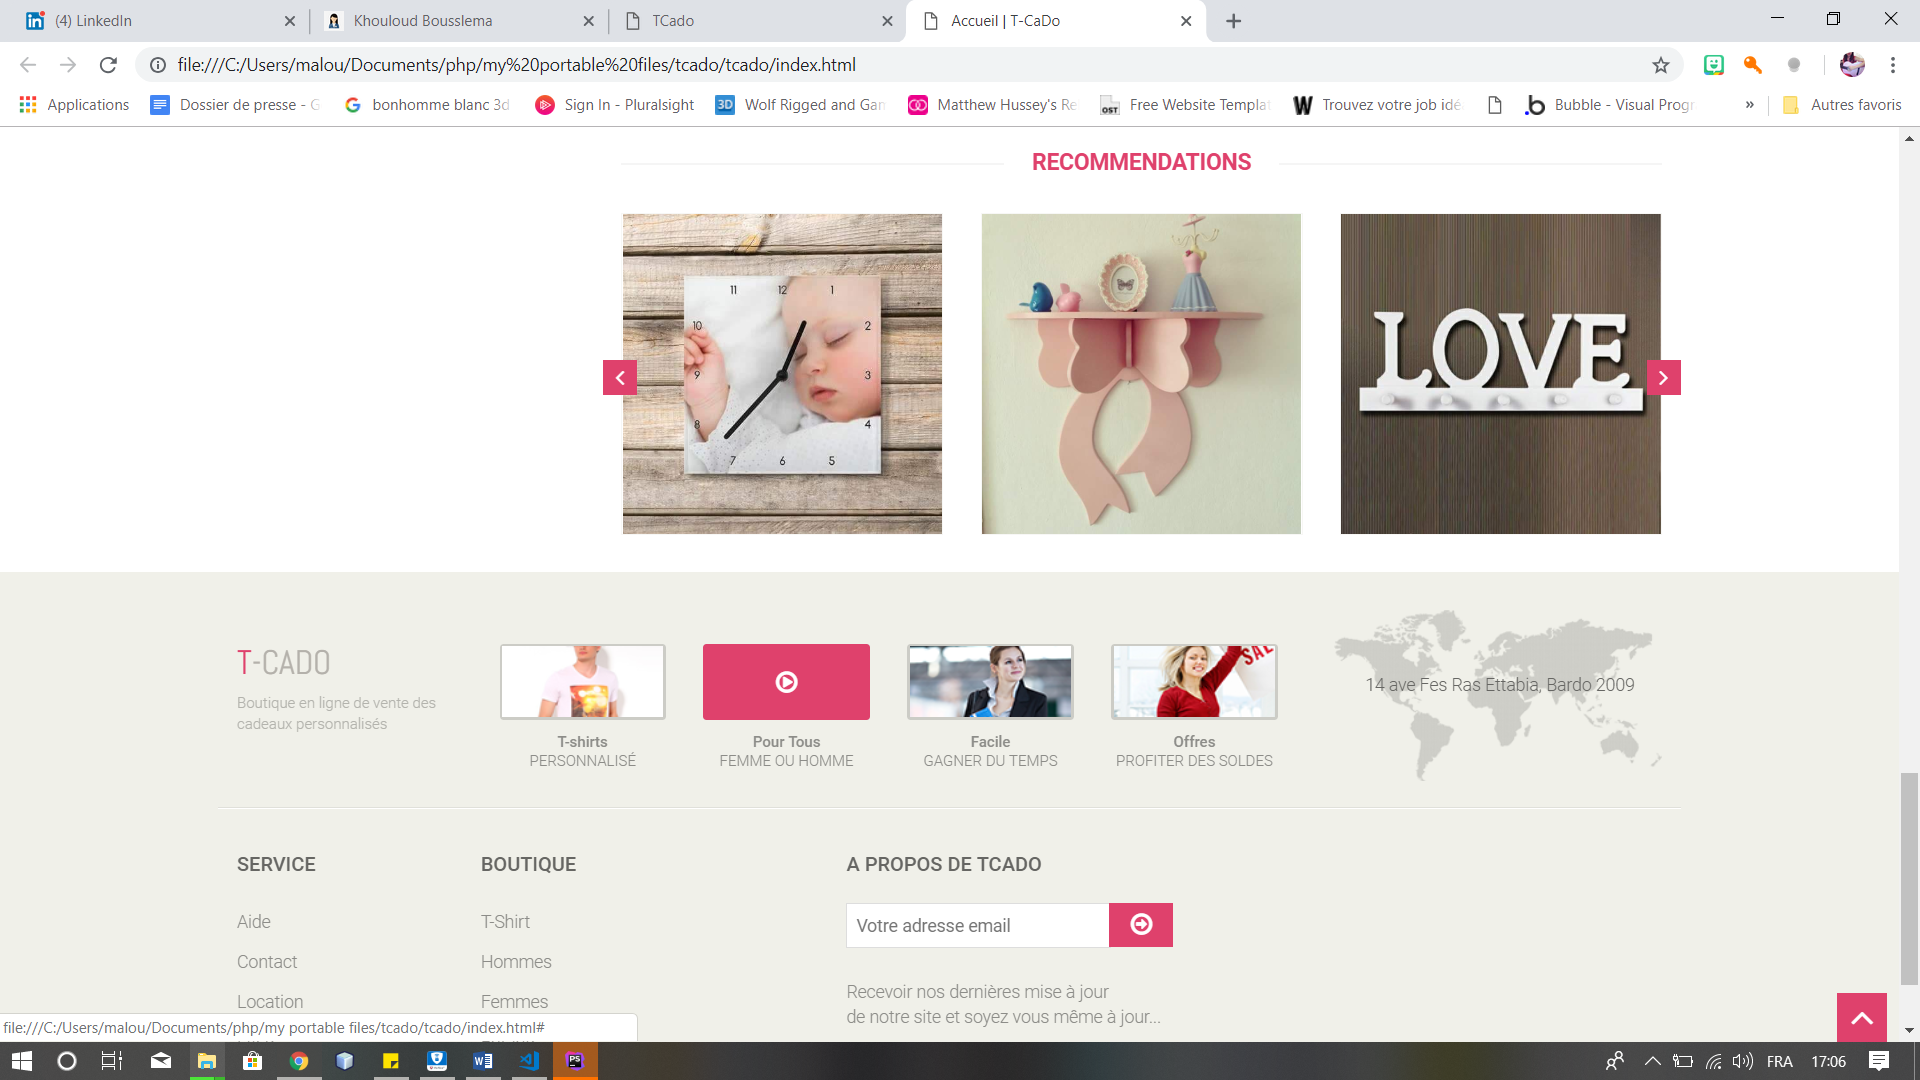 (4) LinkedIn
Khouloud Bousslema
TCado
Accueil | T-CaDo
file:///C:/Users/malou/Documents/php/my%20portable%20files/tcado/tcado/index.html
Applications
Dossier de presse - G
bonhomme blanc 3d
Sign In - Pluralsight
Wolf Rigged and Gam
Matthew Hussey's Re
OST
Free Website Templat
Trouvez votre job idé
Bubble - Visual Progr
»
Autres favoris
RECOMMENDATIONS
11 12 1
10 2
9 3
8 4
7 6 5
LOVE
T-CADO
Boutique en ligne de vente des
cadeaux personnalisés
T-shirts
PERSONNALISÉ
Pour Tous
FEMME OU HOMME
Facile
GAGNER DU TEMPS
SALE
Offres
PROFITER DES SOLDES
14 ave Fes Ras Ettabia, Bardo 2009
SERVICE
Aide
Contact
Location
BOUTIQUE
T-Shirt
Hommes
Femmes
A PROPOS DE TCADO
Votre adresse email
Recevoir nos dernières mise à jour
de notre site et soyez vous même à jour...
file:///C:/Users/malou/Documents/php/my portable files/tcado/tcado/index.html#
FRA
17:06